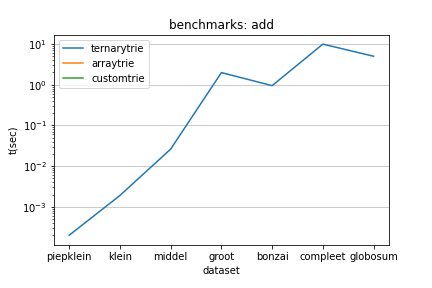 benchmarks: add
ternarytrie
arraytrie
customtrie
t(sec)
10¹
10⁰
10⁻¹
10⁻²
10⁻³
piepklein klein middel groot bonzai compleet globosum
dataset